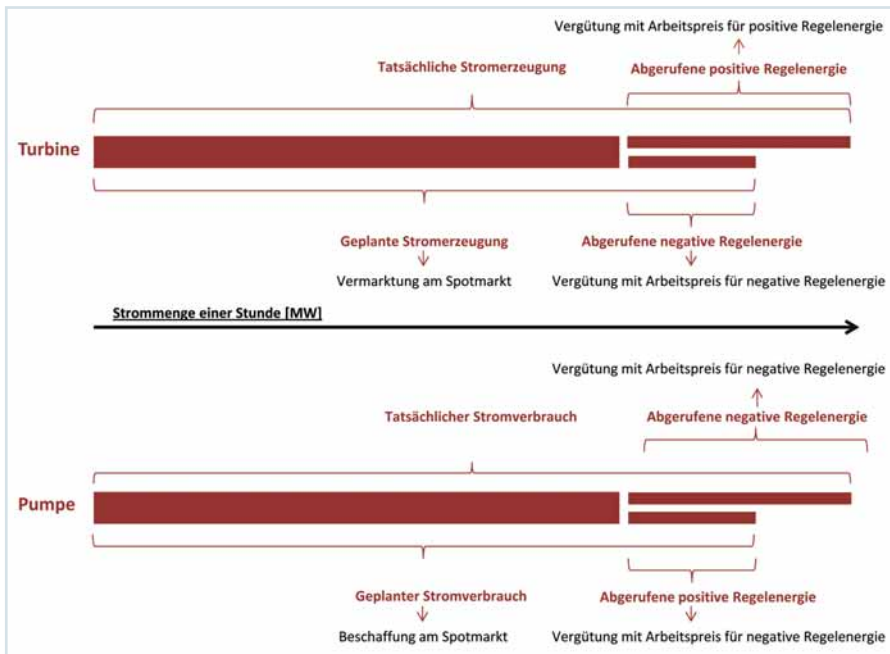 Vergütung mit Arbeitspreis für positive Regelenergie
Tatsächliche Stromerzeugung
Abgerufene positive Regelenergie
Turbine
Geplante Stromerzeugung
Abgerufene negative Regelenergie
Vermarktung am Spotmarkt
Vergütung mit Arbeitspreis für negative Regelenergie
Strommenge einer Stunde [MW]
Vergütung mit Arbeitspreis für negative Regelenergie
Tatsächlicher Stromverbrauch
Abgerufene negative Regelenergie
Pumpe
Geplanter Stromverbrauch
Abgerufene positive Regelenergie
Beschaffung am Spotmarkt
Vergütung mit Arbeitspreis für negative Regelenergie